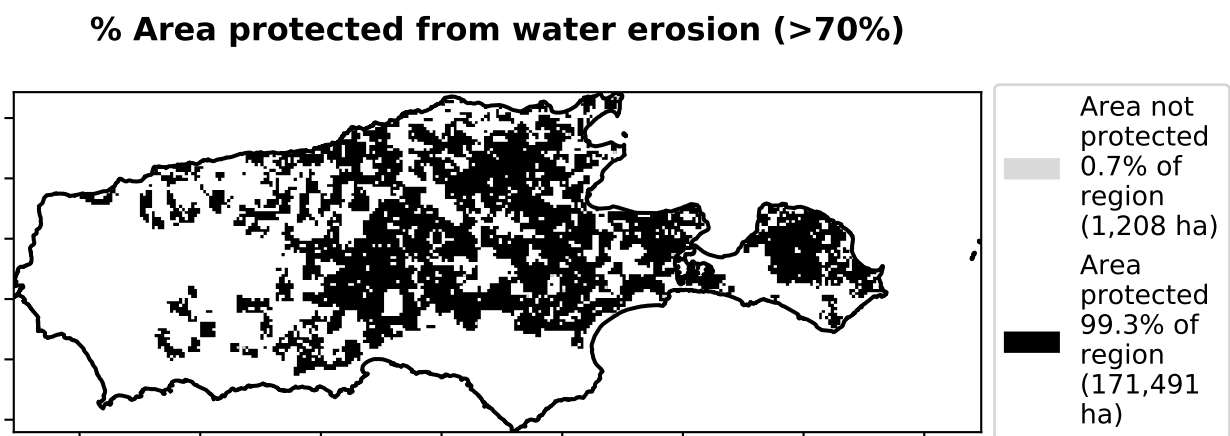 % Area protected from water erosion (>70%)
Area not
protected
0.7% of
region
(1,208 ha)
Area
protected
99.3% of
region
(171,491
ha)